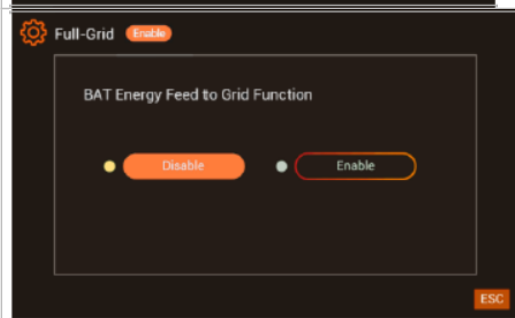 Full-Grid Enable
BAT Energy Feed to Grid Function
Disable Enable
ESC